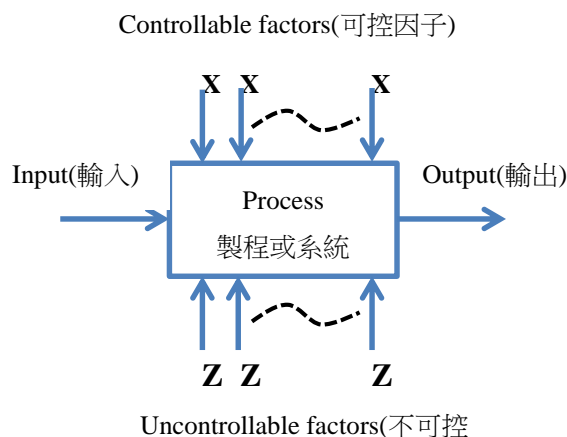 Controllable factors(可控因子)
X X X
Input(輸入) Output(輸出)
Process
製程或系統
Z Z Z
Uncontrollable factors(不可控